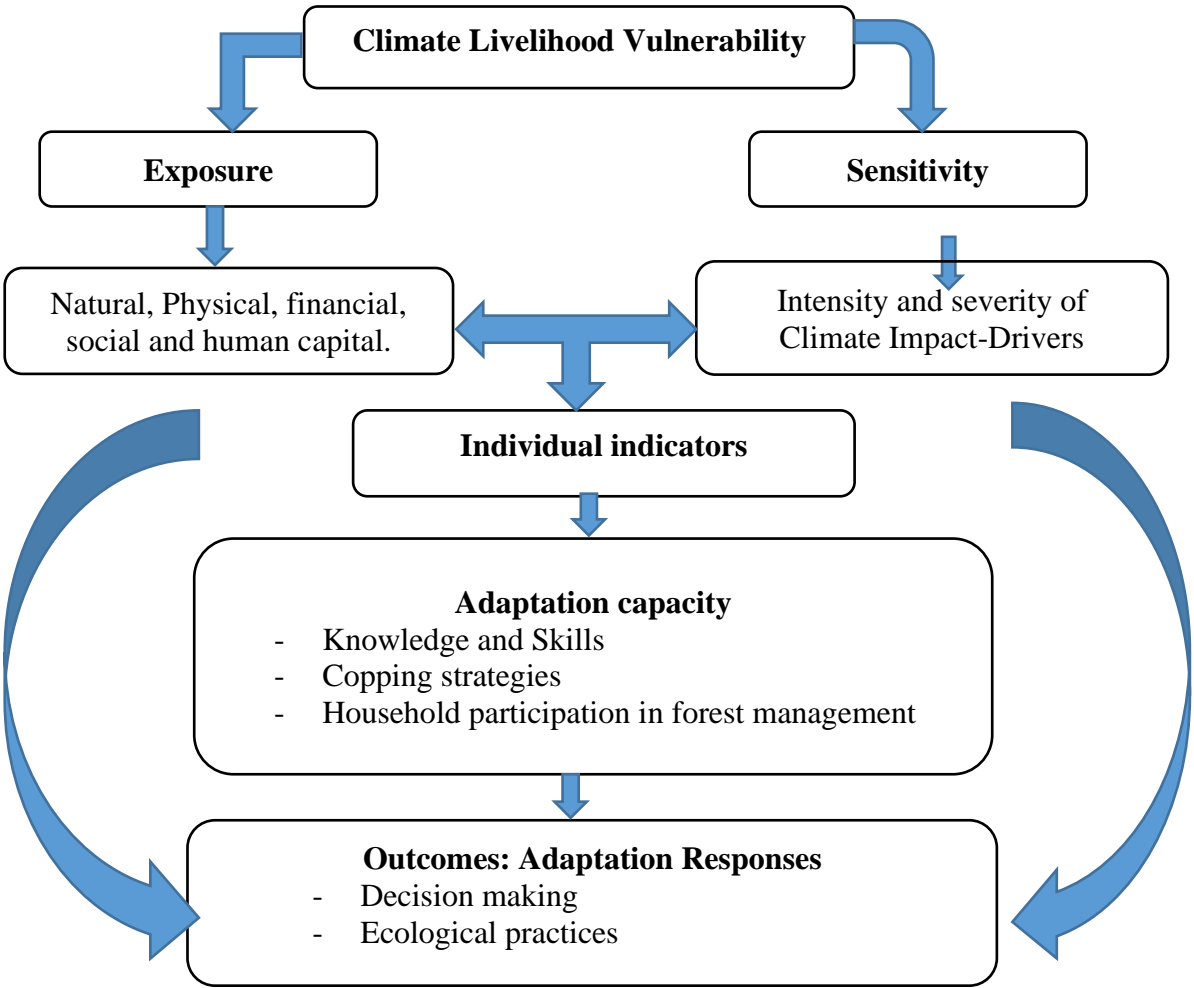 Climate Livelihood Vulnerability
Exposure
Sensitivity
Natural, Physical, financial,
social and human capital.
Intensity and severity of
Climate Impact-Drivers
Individual indicators
Adaptation capacity
- Knowledge and Skills
- Copping strategies
- Household participation in forest management
Outcomes: Adaptation Responses
- Decision making
- Ecological practices